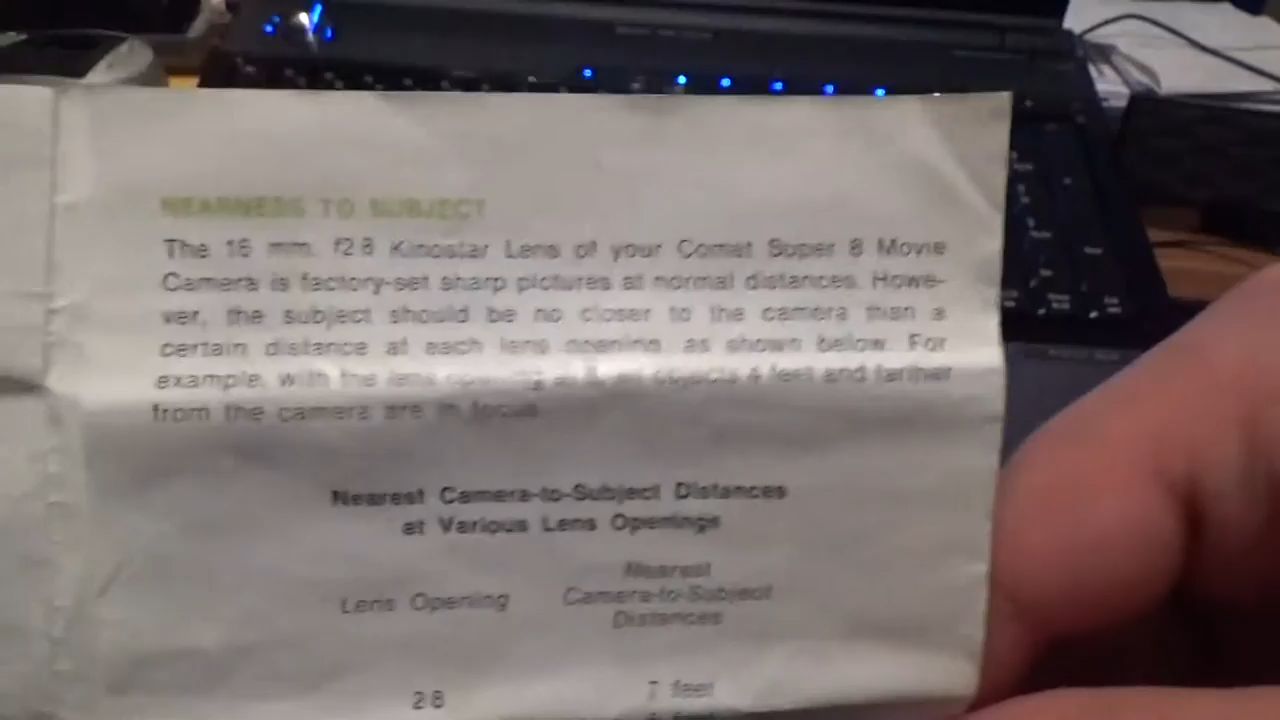 NEARNESS TO SUBJECT
The 16 mm. f2.8 Kinostar Lens of your Comet Super 8 Movie
Camera is factory-set sharp pictures at normal distances. Howe-
ver, the subject should be no closer to the camera than a
certain distance at each lens opening, as shown below. For
example, with the lens opening at objects 4 feet and farther
from the camera are in focus.
Nearest Camera-to-Subject Distances
at Various Lens Openings
Nearest
Lens Opening Camera-to-Subject
Distances
2.8 7 feet